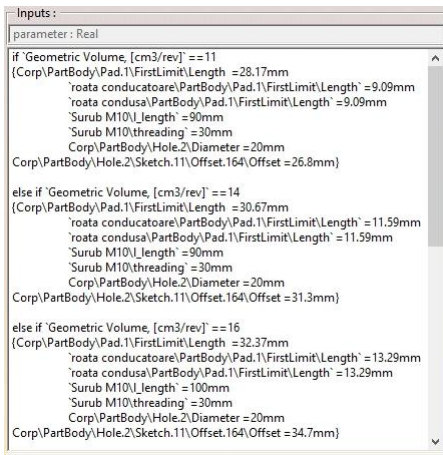 Inputs :
parameter : Real
if `Geometric Volume, [cm3/rev]` ==11
{Corp\PartBody\Pad.1\FirstLimit\Length =28.17mm
`roata conducatoare\PartBody\Pad.1\FirstLimit\Length` =9.09mm
`roata condusa\PartBody\Pad.1\FirstLimit\Length` =9.09mm
`Surub M10\l_length` =90mm
`Surub M10\threading` =30mm
Corp\PartBody\Hole.2\Diameter =20mm
Corp\PartBody\Hole.2\Sketch.11\Offset.164\Offset =26.8mm}
else if `Geometric Volume, [cm3/rev]` ==14
{Corp\PartBody\Pad.1\FirstLimit\Length =30.67mm
`roata conducatoare\PartBody\Pad.1\FirstLimit\Length` =11.59mm
`roata condusa\PartBody\Pad.1\FirstLimit\Length` =11.59mm
`Surub M10\l_length` =90mm
`Surub M10\threading` =30mm
Corp\PartBody\Hole.2\Diameter =20mm
Corp\PartBody\Hole.2\Sketch.11\Offset.164\Offset =31.3mm}
else if `Geometric Volume, [cm3/rev]` ==16
{Corp\PartBody\Pad.1\FirstLimit\Length =32.37mm
`roata conducatoare\PartBody\Pad.1\FirstLimit\Length` =13.29mm
`roata condusa\PartBody\Pad.1\FirstLimit\Length` =13.29mm
`Surub M10\l_length` =100mm
`Surub M10\threading` =30mm
Corp\PartBody\Hole.2\Diameter =20mm
Corp\PartBody\Hole.2\Sketch.11\Offset.164\Offset =34.7mm}